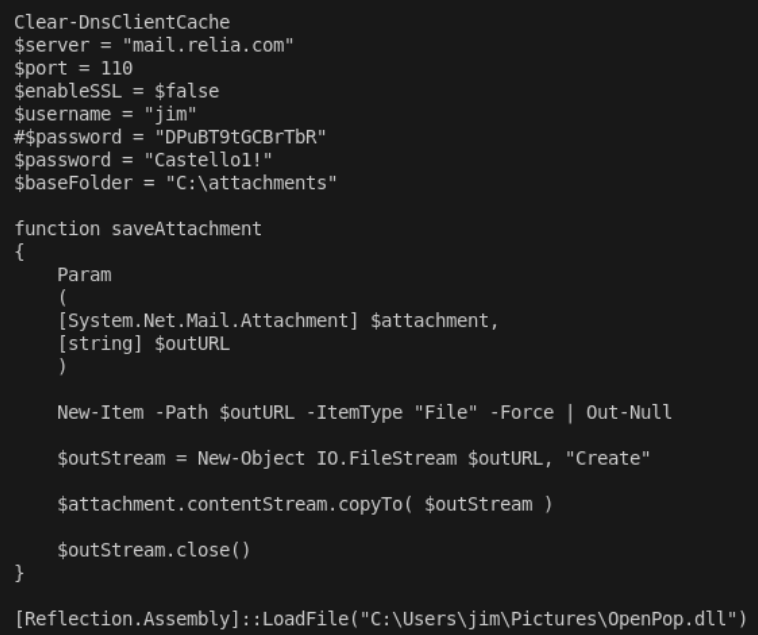 Clear-DnsClientCache
$server = "mail.relia.com"
$port = 110
$enableSSL = $false
$username = "jim"
#$password = "DPuBT9tGCBrTbR"
$password = "Castello1!"
$baseFolder = "C:\attachments"

function saveAttachment
{
    Param
    (
    [System.Net.Mail.Attachment] $attachment,
    [string] $outURL
    )

    New-Item -Path $outURL -ItemType "File" -Force | Out-Null

    $outStream = New-Object IO.FileStream $outURL, "Create"

    $attachment.contentStream.copyTo( $outStream )

    $outStream.close()
}

[Reflection.Assembly]::LoadFile("C:\Users\jim\Pictures\OpenPop.dll")